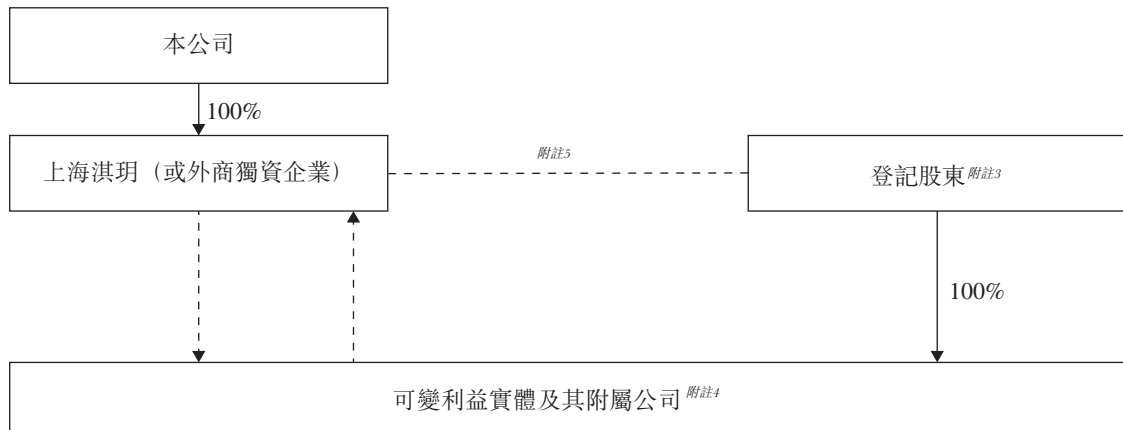 本公司
100%
上海淇玥（或外商獨資企業）
附註5
登記股東附註3
100%
可變利益實體及其附屬公司附註4